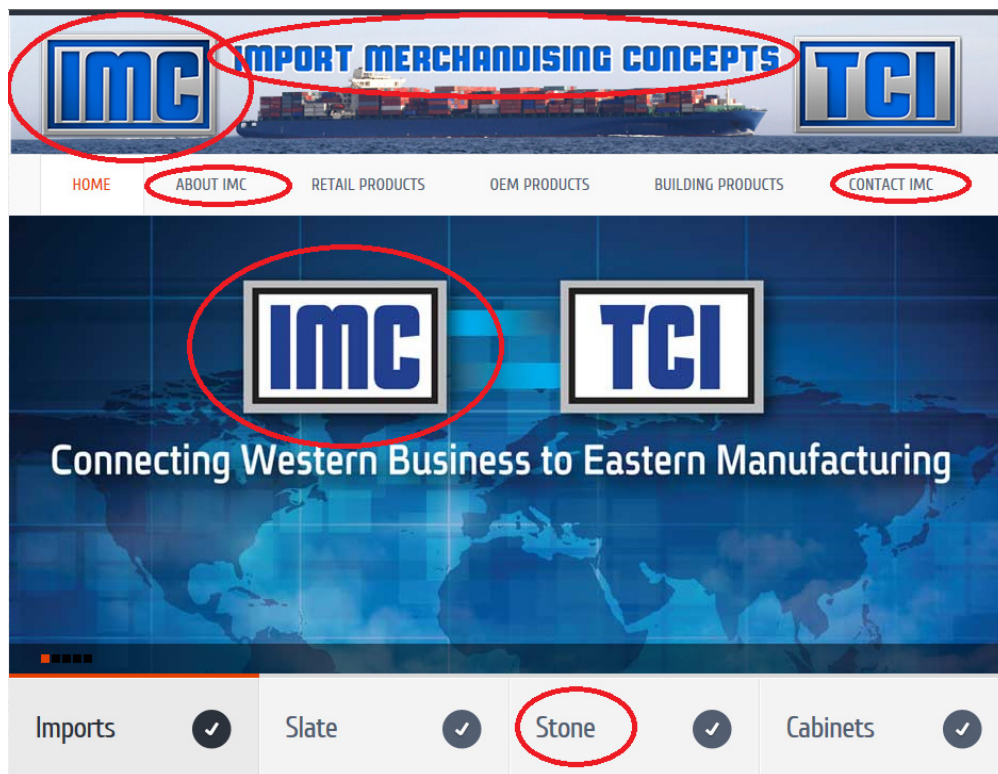 IMC IMPORT MERCHANDISING CONCEPTS TCI
HOME ABOUT IMC RETAIL PRODUCTS OEM PRODUCTS BUILDING PRODUCTS CONTACT IMC
IMC TCI
Connecting Western Business to Eastern Manufacturing
Imports Slate Stone Cabinets